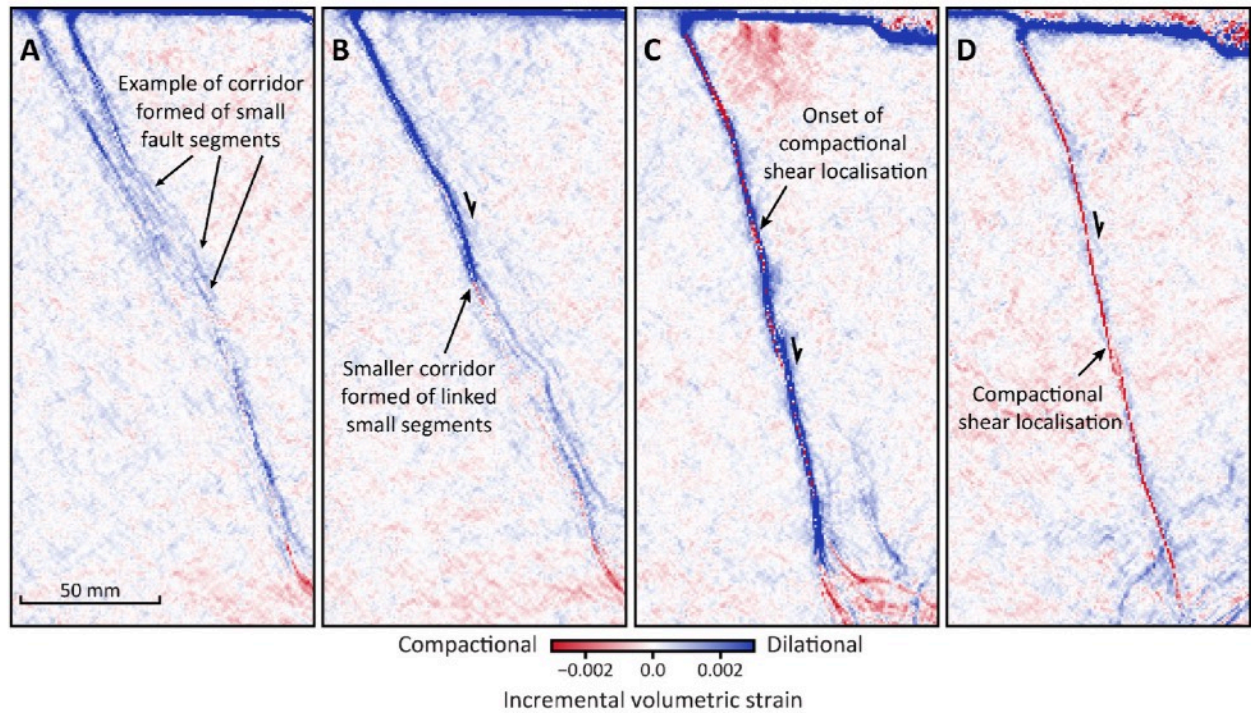 A
Example of corridor
formed of small
fault segments
50 mm
B
Smaller corridor
formed of linked
small segments
C
Onset of
compactional
shear localisation
D
Compactional
shear localisation
Compactional
Dilational
−0.002
0.0
0.002
Incremental volumetric strain